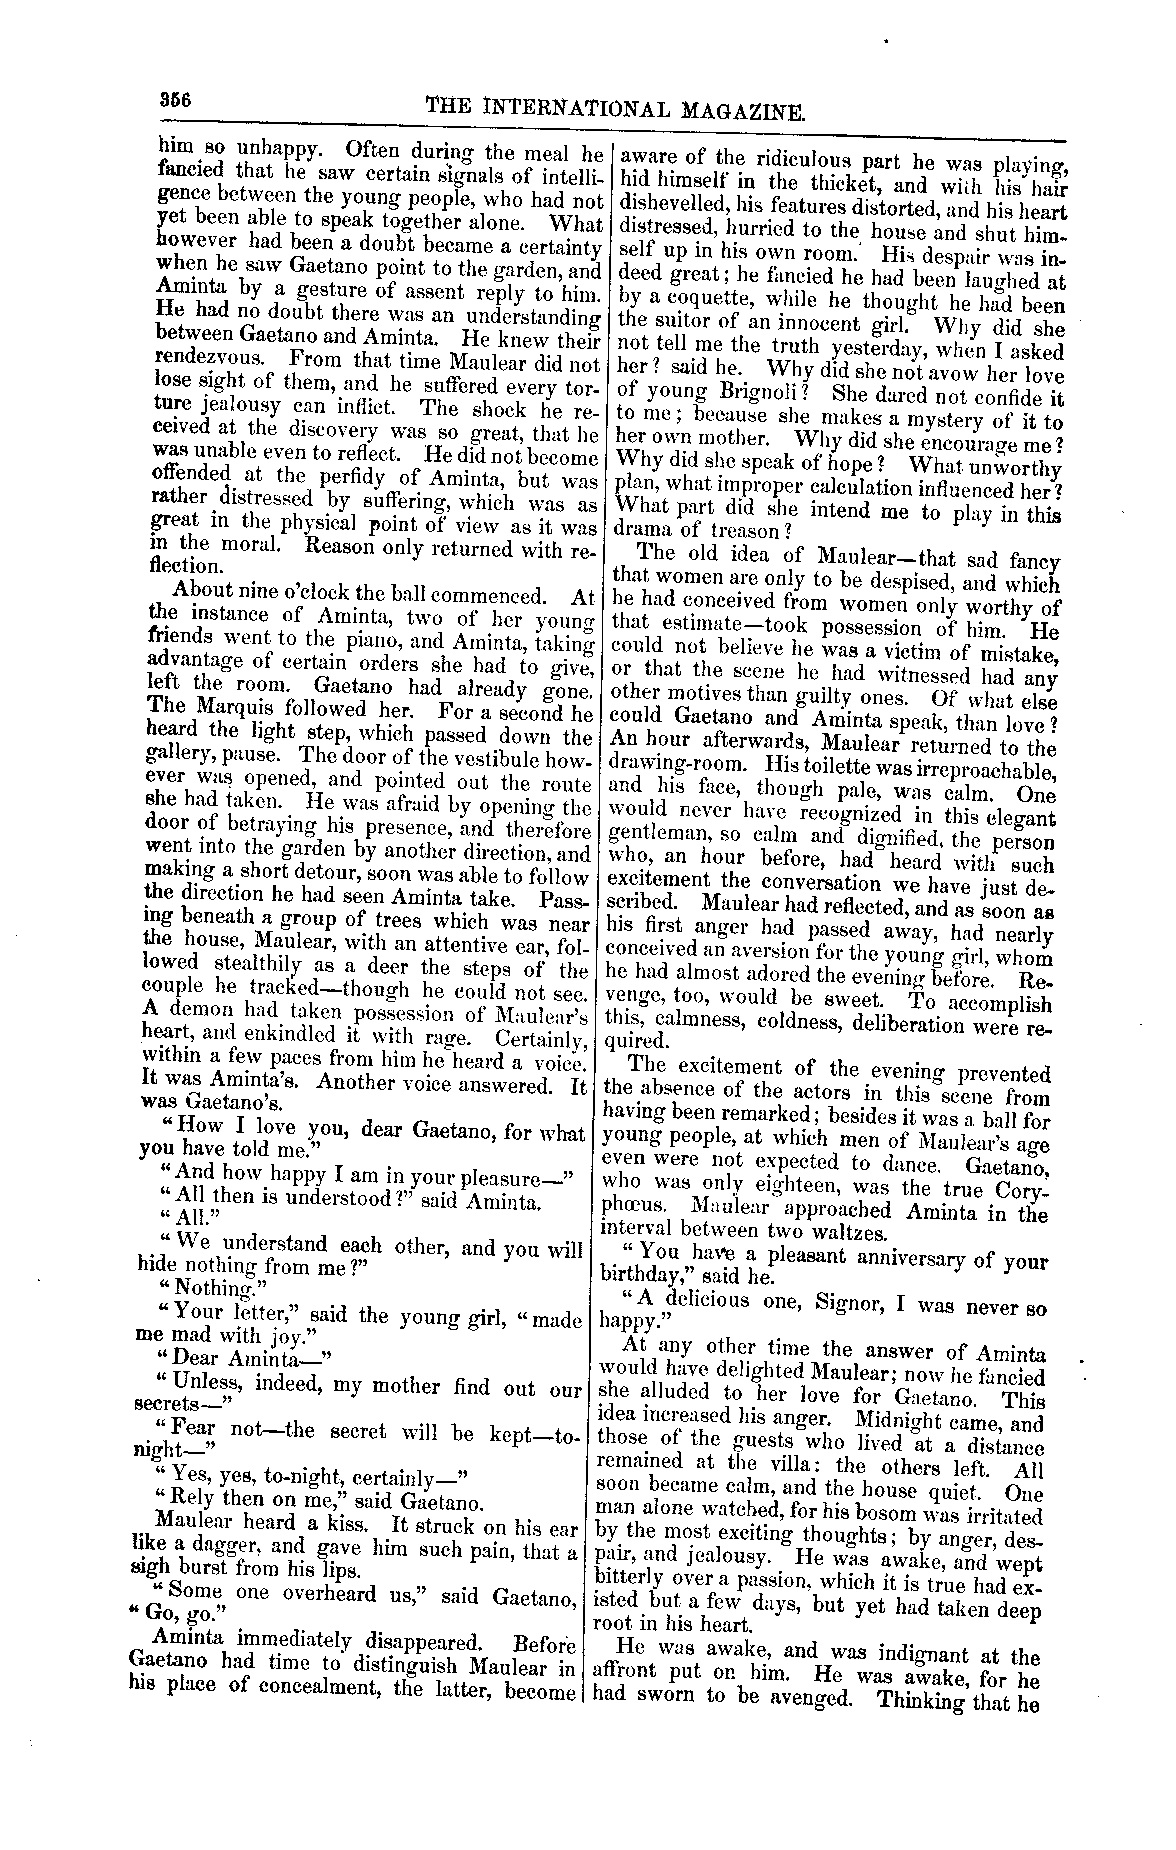 356
THE INTERNATIONAL MAGAZINE.
him so unhappy. Often during the meal he
fancied that he saw certain signals of intelli-
gence between the young people, who had not
yet been able to speak together alone. What
however had been a doubt became a certainty
when he saw Gaetano point to the garden, and
Aminta by a gesture of assent reply to him.
He had no doubt there was an understanding
between Gaetano and Aminta. He knew their
rendezvous. From that time Maulear did not
lose sight of them, and he suffered every tor-
ture jealousy can inflict. The shock he re-
ceived at the discovery was so great, that he
was unable even to reflect. He did not become
offended at the perfidy of Aminta, but was
rather distressed by suffering, which was as
great in the physical point of view as it was
in the moral. Reason only returned with re-
flection.
About nine o'clock the ball commenced. At
the instance of Aminta, two of her young
friends went to the piano, and Aminta, taking
advantage of certain orders she had to give,
left the room. Gaetano had already gone.
The Marquis followed her. For a second he
heard the light step, which passed down the
gallery, pause. The door of the vestibule how-
ever was opened, and pointed out the route
she had taken. He was afraid by opening the
door of betraying his presence, and therefore
went into the garden by another direction, and
making a short detour, soon was able to follow
the direction he had seen Aminta take. Pass-
ing beneath a group of trees which was near
the house, Maulear, with an attentive ear, fol-
lowed stealthily as a deer the steps of the
couple he tracked—though he could not see.
A demon had taken possession of Maulear's
heart, and enkindled it with rage. Certainly,
within a few paces from him he heard a voice.
It was Aminta's. Another voice answered. It
was Gaetano's.
"How I love you, dear Gaetano, for what
you have told me."
"And how happy I am in your pleasure—"
"All then is understood?" said Aminta.
"All."
"We understand each other, and you will
hide nothing from me?"
"Nothing."
"Your letter," said the young girl, "made
me mad with joy."
"Dear Aminta—"
"Unless, indeed, my mother find out our
secrets—"
"Fear not—the secret will be kept—to-
night—"
"Yes, yes, to-night, certainly—"
"Rely then on me," said Gaetano.
Maulear heard a kiss. It struck on his ear
like a dagger, and gave him such pain, that a
sigh burst from his lips.
"Some one overheard us," said Gaetano,
"Go, go."
Aminta immediately disappeared. Before
Gaetano had time to distinguish Maulear in
his place of concealment, the latter, become
aware of the ridiculous part he was playing,
hid himself in the thicket, and with his hair
dishevelled, his features distorted, and his heart
distressed, hurried to the house and shut him-
self up in his own room. His despair was in-
deed great; he fancied he had been laughed at
by a coquette, while he thought he had been
the suitor of an innocent girl. Why did she
not tell me the truth yesterday, when I asked
her? said he. Why did she not avow her love
of young Brignoli? She dared not confide it
to me; because she makes a mystery of it to
her own mother. Why did she encourage me?
Why did she speak of hope? What unworthy
plan, what improper calculation influenced her?
What part did she intend me to play in this
drama of treason?
The old idea of Maulear—that sad fancy
that women are only to be despised, and which
he had conceived from women only worthy of
that estimate—took possession of him. He
could not believe he was a victim of mistake,
or that the scene he had witnessed had any
other motives than guilty ones. Of what else
could Gaetano and Aminta speak, than love?
An hour afterwards, Maulear returned to the
drawing-room. His toilette was irreproachable,
and his face, though pale, was calm. One
would never have recognized in this elegant
gentleman, so calm and dignified, the person
who, an hour before, had heard with such
excitement the conversation we have just de-
scribed. Maulear had reflected, and as soon as
his first anger had passed away, had nearly
conceived an aversion for the young girl, whom
he had almost adored the evening before. Re-
venge, too, would be sweet. To accomplish
this, calmness, coldness, deliberation were re-
quired.
The excitement of the evening prevented
the absence of the actors in this scene from
having been remarked; besides it was a ball for
young people, at which men of Maulear's age
even were not expected to dance. Gaetano,
who was only eighteen, was the true Cory-
phœus. Maulear approached Aminta in the
interval between two waltzes.
"You have a pleasant anniversary of your
birthday," said he.
"A delicious one, Signor, I was never so
happy."
At any other time the answer of Aminta
would have delighted Maulear; now he fancied
she alluded to her love for Gaetano. This
idea increased his anger. Midnight came, and
those of the guests who lived at a distance
remained at the villa: the others left. All
soon became calm, and the house quiet. One
man alone watched, for his bosom was irritated
by the most exciting thoughts; by anger, des-
pair, and jealousy. He was awake, and wept
bitterly over a passion, which it is true had ex-
isted but a few days, but yet had taken deep
root in his heart.
He was awake, and was indignant at the
affront put on him. He was awake, for he
had sworn to be avenged. Thinking that he